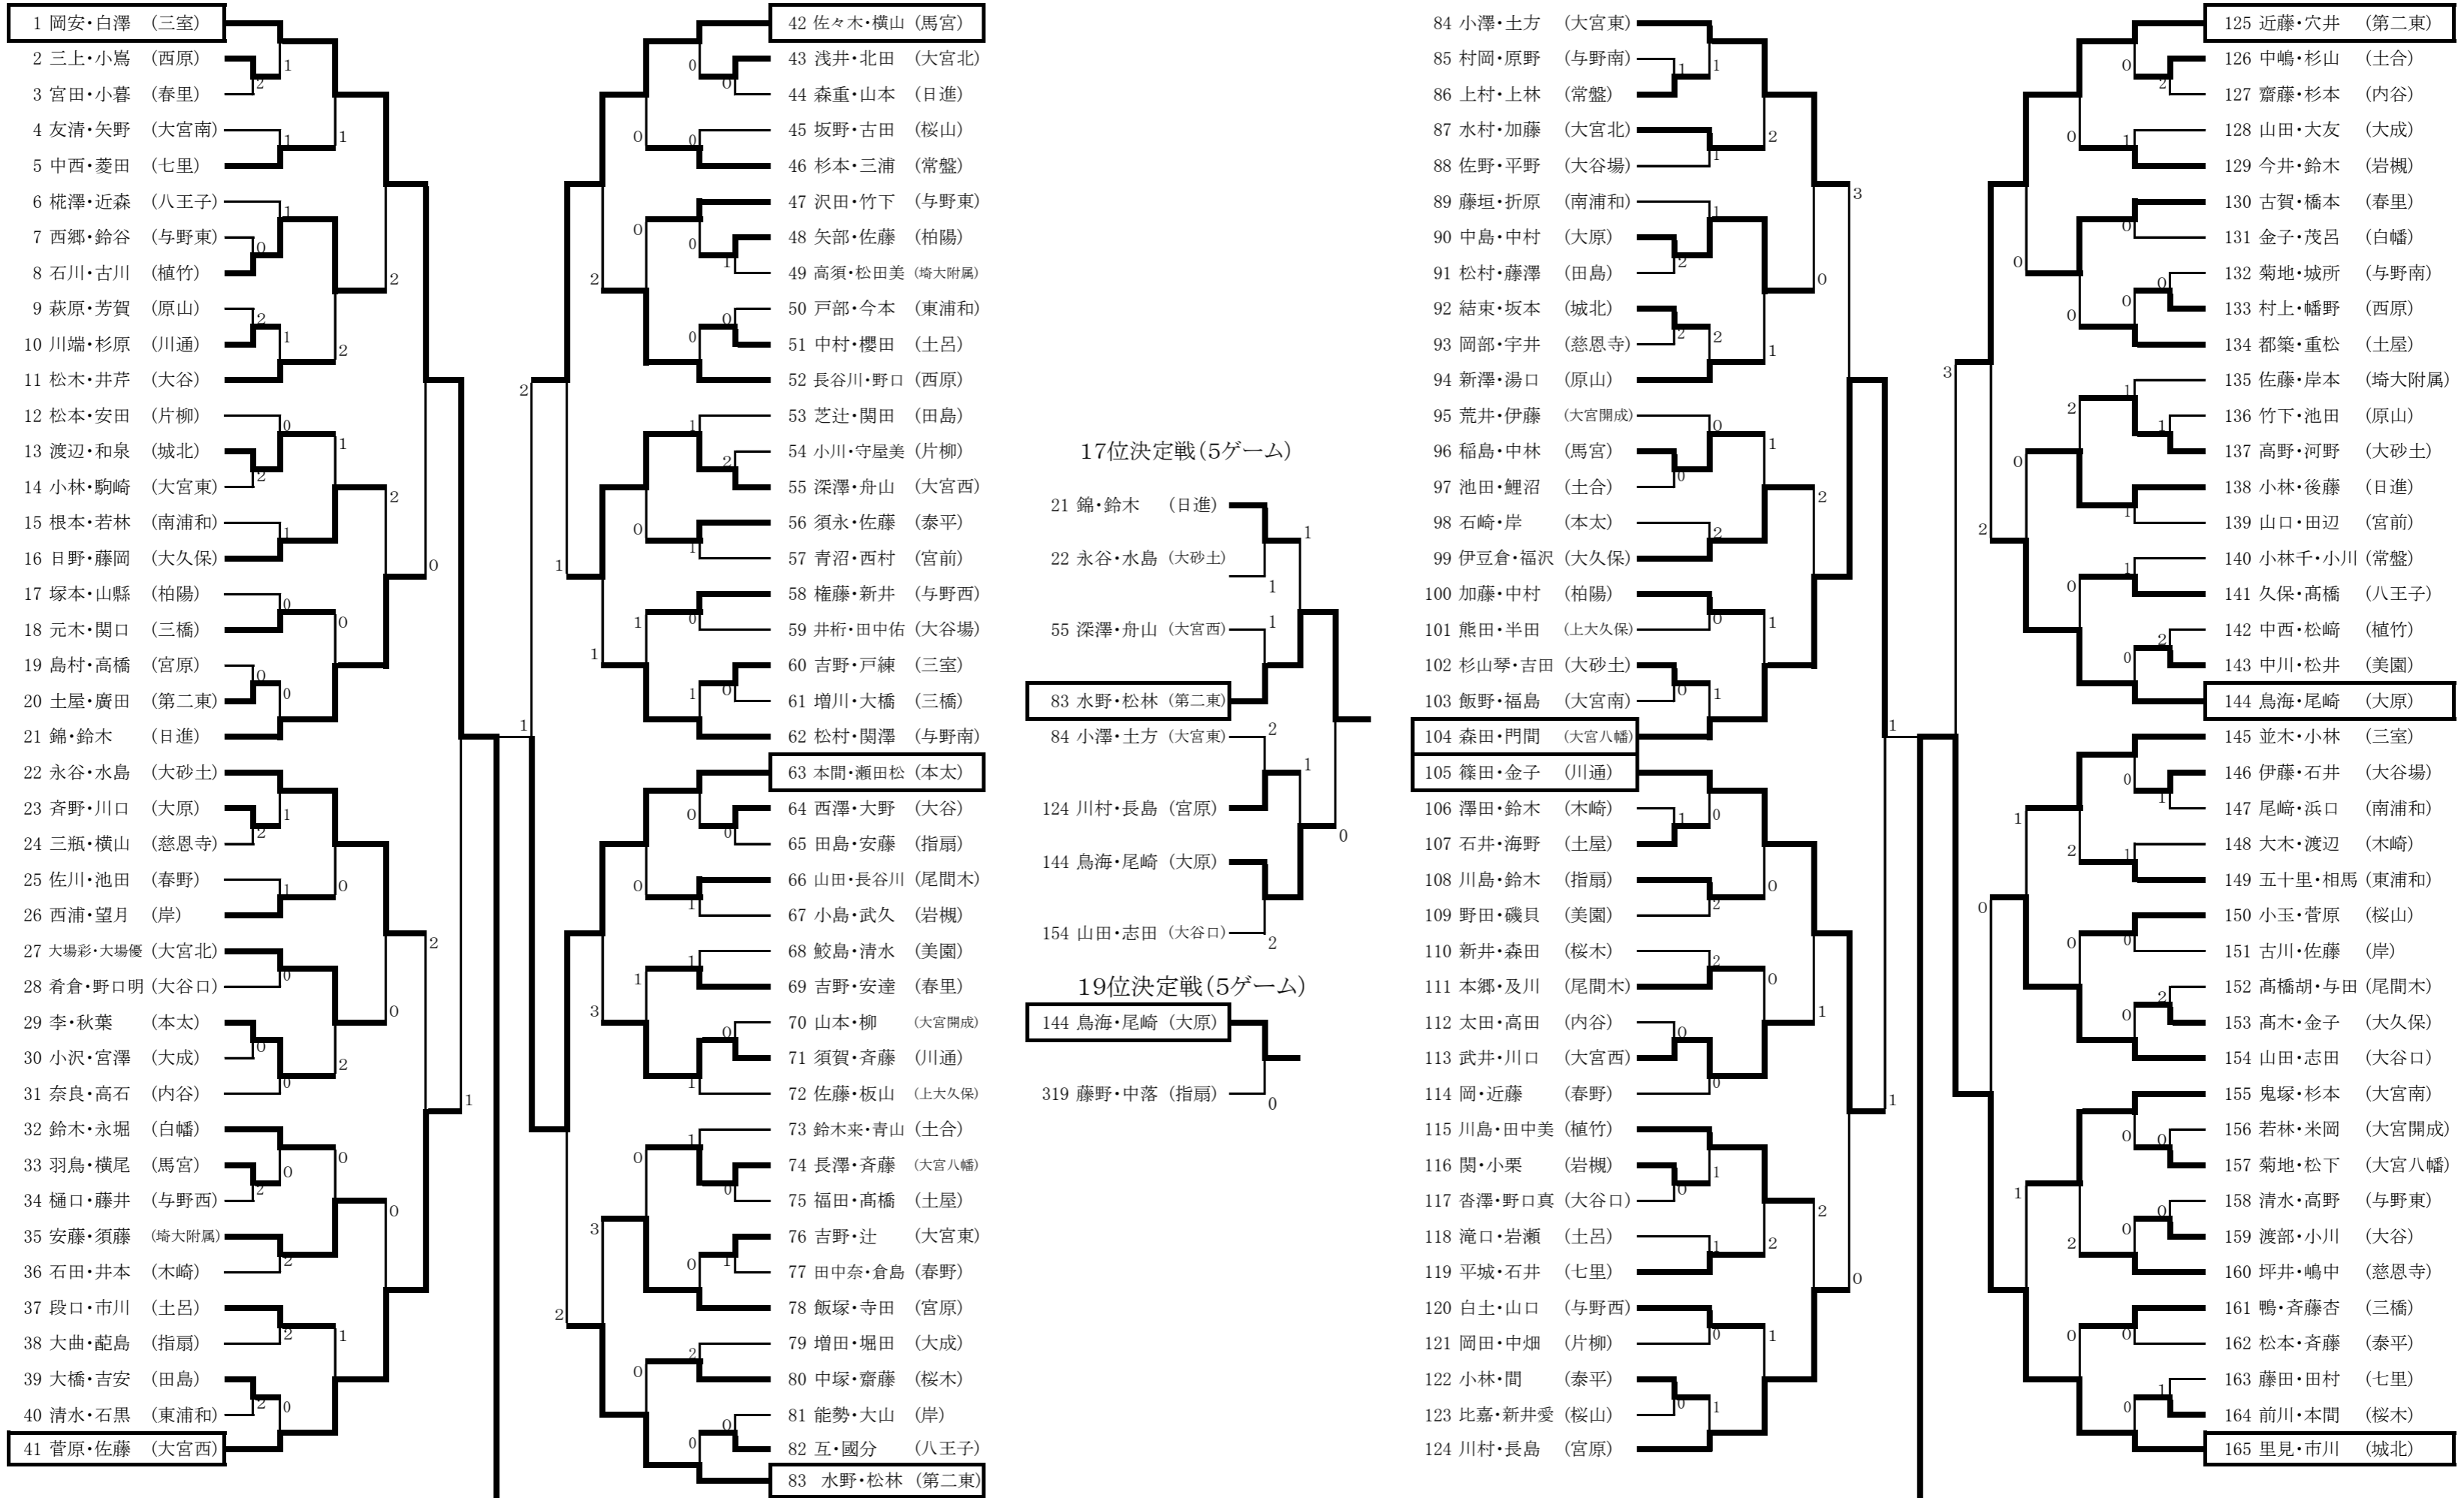 1 岡安・白澤 (三室)
2 三上・小嶌 (西原)
3 宮田・小暮 (春里)
4 友清・矢野 (大宮南)
5 中西・菱田 (七里)
6 椛澤・近森 (八王子)
7 西郷・鈴谷 (与野東)
8 石川・古川 (植竹)
9 萩原・芳賀 (原山)
10 川端・杉原 (川通)
11 松木・井芹 (大谷)
12 松本・安田 (片柳)
13 渡辺・和泉 (城北)
14 小林・駒崎 (大宮東)
15 根本・若林 (南浦和)
16 日野・藤岡 (大久保)
17 塚本・山縣 (柏陽)
18 元木・関口 (三橋)
19 島村・高橋 (宮原)
20 土屋・廣田 (第二東)
21 錦・鈴木 (日進)
22 永谷・水島 (大砂土)
23 斉野・川口 (大原)
24 三瓶・横山 (慈恩寺)
25 佐川・池田 (春野)
26 西浦・望月 (岸)
27 大場彩・大場優 (大宮北)
28 肴倉・野口明 (大谷口)
29 李・秋葉 (本太)
30 小沢・宮澤 (大成)
31 奈良・高石 (内谷)
32 鈴木・永堀 (白幡)
33 羽鳥・横尾 (馬宮)
34 樋口・藤井 (与野西)
35 安藤・須藤 (埼大附属)
36 石田・井本 (木崎)
37 段口・市川 (土呂)
38 大曲・蓜島 (指扇)
39 大橋・吉安 (田島)
40 清水・石黒 (東浦和)
41 菅原・佐藤 (大宮西)
42 佐々木・横山 (馬宮)
43 浅井・北田 (大宮北)
44 森重・山本 (日進)
45 坂野・古田 (桜山)
46 杉本・三浦 (常盤)
47 沢田・竹下 (与野東)
48 矢部・佐藤 (柏陽)
49 高須・松田美 (埼大附属)
50 戸部・今本 (東浦和)
51 中村・櫻田 (土呂)
52 長谷川・野口 (西原)
53 芝辻・関田 (田島)
54 小川・守屋美 (片柳)
55 深澤・舟山 (大宮西)
56 須永・佐藤 (泰平)
57 青沼・西村 (宮前)
58 権藤・新井 (与野西)
59 井桁・田中佑 (大谷場)
60 吉野・戸練 (三室)
61 増川・大橋 (三橋)
62 松村・関澤 (与野南)
63 本間・瀬田松 (本太)
64 西澤・大野 (大谷)
65 田島・安藤 (指扇)
66 山田・長谷川 (尾間木)
67 小島・武久 (岩槻)
68 鮫島・清水 (美園)
69 吉野・安達 (春里)
70 山本・柳 (大宮開成)
71 須賀・斉藤 (川通)
72 佐藤・板山 (上大久保)
73 鈴木来・青山 (土合)
74 長澤・斉藤 (大宮八幡)
75 福田・髙橋 (土屋)
76 吉野・辻 (大宮東)
77 田中奈・倉島 (春野)
78 飯塚・寺田 (宮原)
79 増田・堀田 (大成)
80 中塚・齋藤 (桜木)
81 能勢・大山 (岸)
82 互・國分 (八王子)
83 水野・松林 (第二東)
17位決定戦(5ゲーム)
21 錦・鈴木 (日進)
22 永谷・水島 (大砂土)
55 深澤・舟山 (大宮西)
83 水野・松林 (第二東)
84 小澤・土方 (大宮東)
124 川村・長島 (宮原)
144 鳥海・尾崎 (大原)
154 山田・志田 (大谷口)
19位決定戦(5ゲーム)
144 鳥海・尾崎 (大原)
319 藤野・中落 (指扇)
84 小澤・土方 (大宮東)
85 村岡・原野 (与野南)
86 上村・上林 (常盤)
87 水村・加藤 (大宮北)
88 佐野・平野 (大谷場)
89 藤垣・折原 (南浦和)
90 中島・中村 (大原)
91 松村・藤澤 (田島)
92 結束・坂本 (城北)
93 岡部・宇井 (慈恩寺)
94 新澤・湯口 (原山)
95 荒井・伊藤 (大宮開成)
96 稲島・中林 (馬宮)
97 池田・鯉沼 (土合)
98 石崎・岸 (本太)
99 伊豆倉・福沢 (大久保)
100 加藤・中村 (柏陽)
101 熊田・半田 (上大久保)
102 杉山琴・吉田 (大砂土)
103 飯野・福島 (大宮南)
104 森田・門間 (大宮八幡)
105 篠田・金子 (川通)
106 澤田・鈴木 (木崎)
107 石井・海野 (土屋)
108 川島・鈴木 (指扇)
109 野田・磯貝 (美園)
110 新井・森田 (桜木)
111 本郷・及川 (尾間木)
112 太田・高田 (内谷)
113 武井・川口 (大宮西)
114 岡・近藤 (春野)
115 川島・田中美 (植竹)
116 関・小栗 (岩槻)
117 沓澤・野口真 (大谷口)
118 滝口・岩瀬 (土呂)
119 平城・石井 (七里)
120 白土・山口 (与野西)
121 岡田・中畑 (片柳)
122 小林・間 (泰平)
123 比嘉・新井愛 (桜山)
124 川村・長島 (宮原)
125 近藤・穴井 (第二東)
126 中嶋・杉山 (土合)
127 齋藤・杉本 (内谷)
128 山田・大友 (大成)
129 今井・鈴木 (岩槻)
130 古賀・橋本 (春里)
131 金子・茂呂 (白幡)
132 菊地・城所 (与野南)
133 村上・幡野 (西原)
134 都築・重松 (土屋)
135 佐藤・岸本 (埼大附属)
136 竹下・池田 (原山)
137 高野・河野 (大砂土)
138 小林・後藤 (日進)
139 山口・田辺 (宮前)
140 小林千・小川 (常盤)
141 久保・髙橋 (八王子)
142 中西・松﨑 (植竹)
143 中川・松井 (美園)
144 鳥海・尾崎 (大原)
145 並木・小林 (三室)
146 伊藤・石井 (大谷場)
147 尾﨑・浜口 (南浦和)
148 大木・渡辺 (木崎)
149 五十里・相馬 (東浦和)
150 小玉・菅原 (桜山)
151 古川・佐藤 (岸)
152 髙橋胡・与田 (尾間木)
153 髙木・金子 (大久保)
154 山田・志田 (大谷口)
155 鬼塚・杉本 (大宮南)
156 若林・米岡 (大宮開成)
157 菊地・松下 (大宮八幡)
158 清水・高野 (与野東)
159 渡部・小川 (大谷)
160 坪井・嶋中 (慈恩寺)
161 鴨・斉藤杏 (三橋)
162 松本・斉藤 (泰平)
163 藤田・田村 (七里)
164 前川・本間 (桜木)
165 里見・市川 (城北)